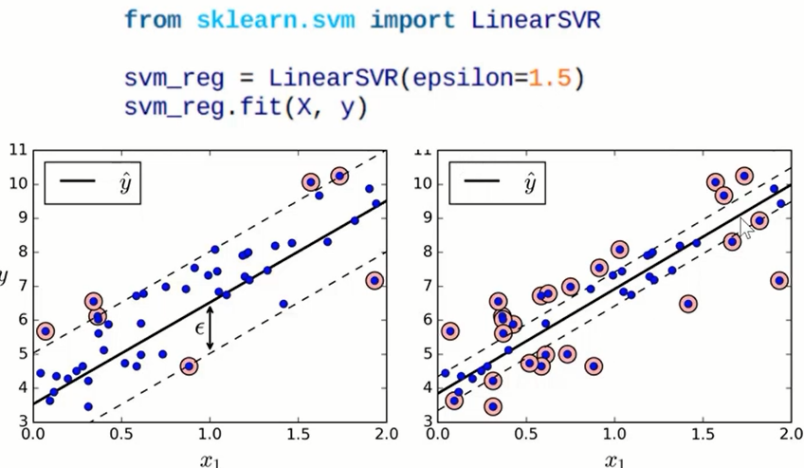 from sklearn.svm import LinearSVR
svm_reg = LinearSVR(epsilon=1.5)
svm_reg.fit(X, y)
11
10
9
8
7
6
5
4
3
y
ŷ
ϵ
0.0 0.5 1.0 1.5 2.0
x₁
11
10
9
8
7
6
5
4
3
ŷ
0.0 0.5 1.0 1.5 2.0
x₁